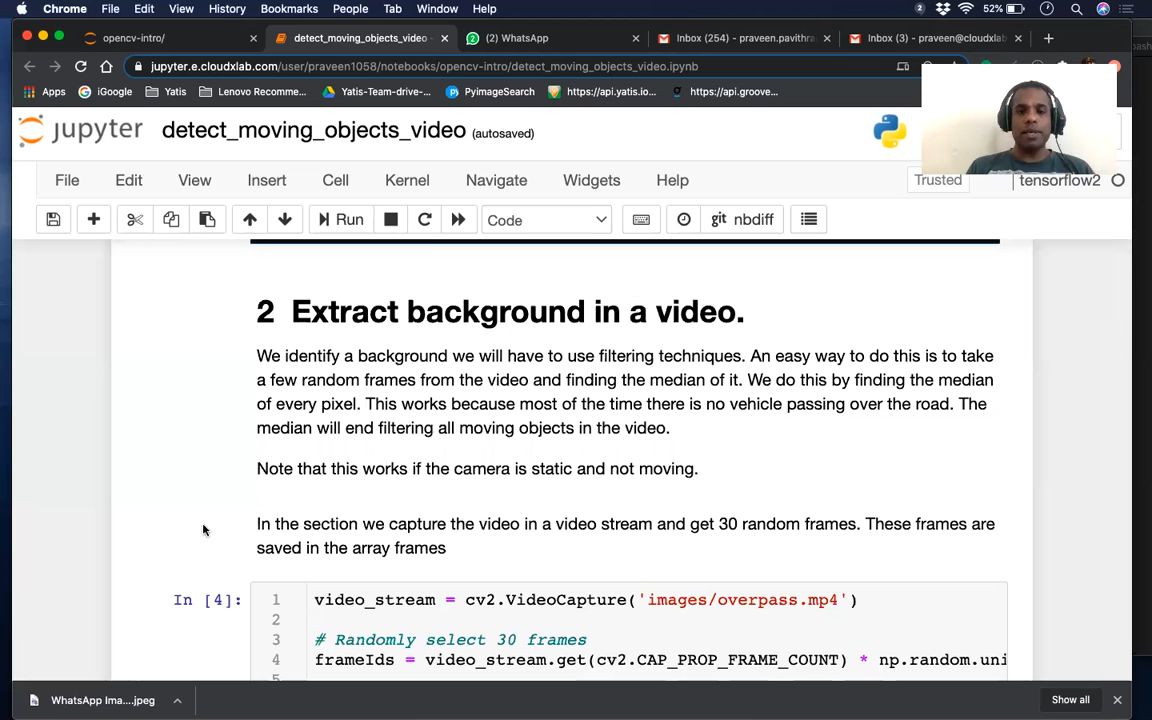 Chrome File Edit View History Bookmarks People Tab Window Help 2 52%
opencv-intro/ detect_moving_objects_video (2) WhatsApp Inbox (254) – praveen.pavithra Inbox (3) – praveen@cloudxlab
jupyter.e.cloudxlab.com/user/praveen1058/notebooks/opencv-intro/detect_moving_objects_video.ipynb
Apps iGoogle Yatis Lenovo Recomme... Yatis-Team-drive-... PyimageSearch https://api.yatis.io... https://api.groove...
jupyter detect_moving_objects_video (autosaved)
File Edit View Insert Cell Kernel Navigate Widgets Help Trusted tensorflow2
Run Code git nbdiff
2 Extract background in a video.
We identify a background we will have to use filtering techniques. An easy way to do this is to take
a few random frames from the video and finding the median of it. We do this by finding the median
of every pixel. This works because most of the time there is no vehicle passing over the road. The
median will end filtering all moving objects in the video.
Note that this works if the camera is static and not moving.
In the section we capture the video in a video stream and get 30 random frames. These frames are
saved in the array frames
In [4]: 1 video_stream = cv2.VideoCapture('images/overpass.mp4')
2
3 # Randomly select 30 frames
4 frameIds = video_stream.get(cv2.CAP_PROP_FRAME_COUNT) * np.random.uni
WhatsApp Ima....jpeg Show all